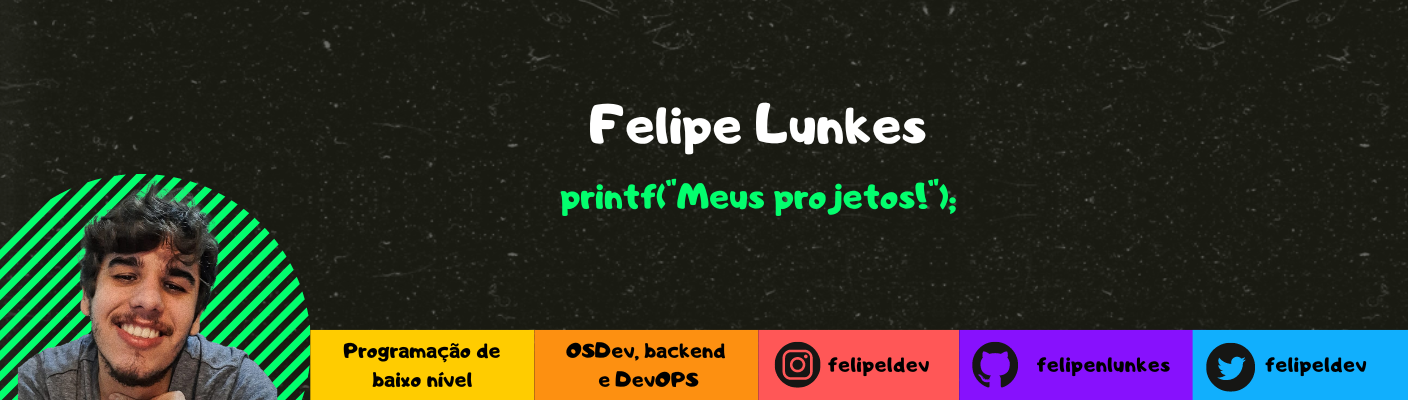 Felipe Lunkes
printf("Meus projetos!");
Programação de
baixo nível
OSDev, backend
e DevOPS
felipeldev
felipenlunkes
felipeldev